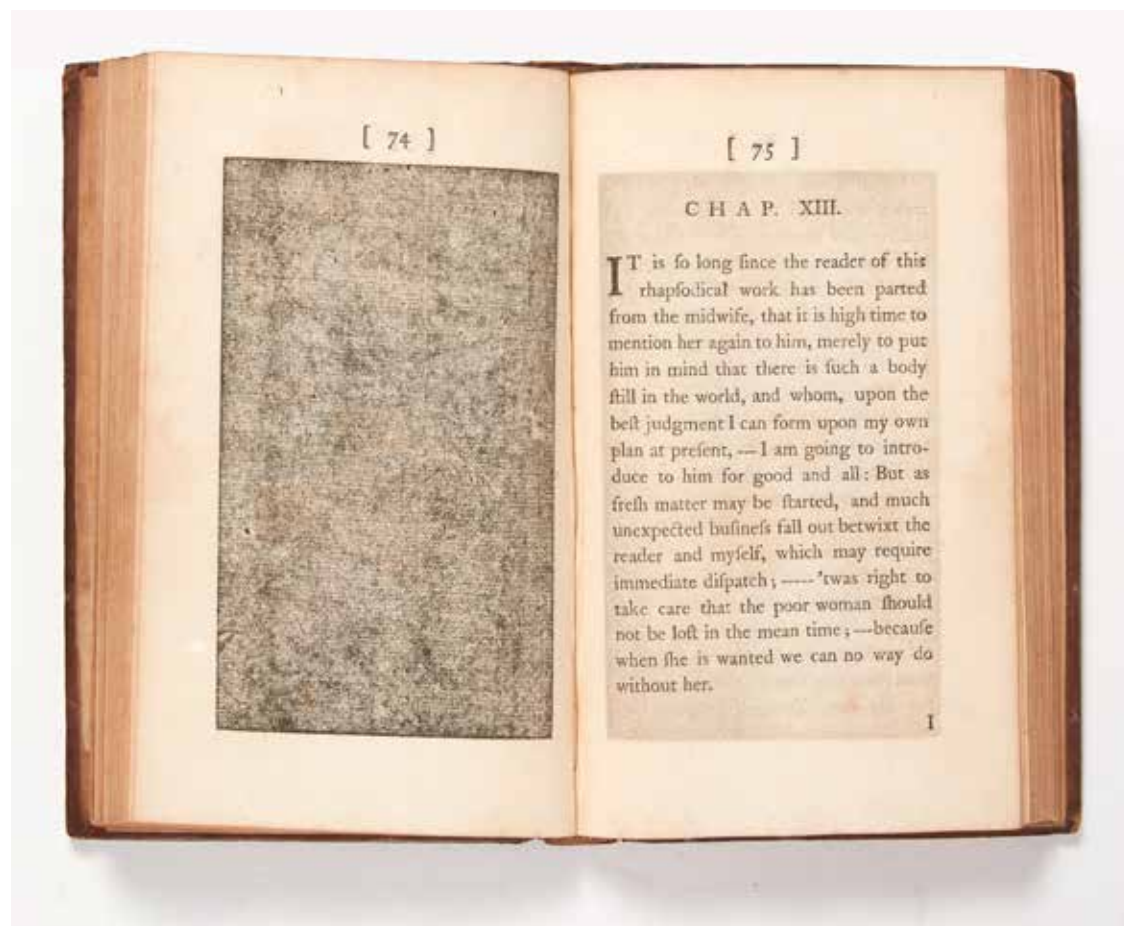 [ 74 ]
[ 75 ]
CHAP. XIII.
IT is ſo long ſince the reader of this
rhapſodical work has been parted
from the midwife, that it is high time to
mention her again to him, merely to put
him in mind that there is ſuch a body
ſtill in the world, and whom, upon the
beſt judgment I can form upon my own
plan at preſent, — I am going to intro-
duce to him for good and all : But as
freſh matter may be ſtarted, and much
unexpected buſineſs fall out betwixt the
reader and myſelf, which may require
immediate diſpatch ; ----- 'twas right to
take care that the poor woman ſhould
not be loſt in the mean time ; —becauſe
when ſhe is wanted we can no way do
without her.
I